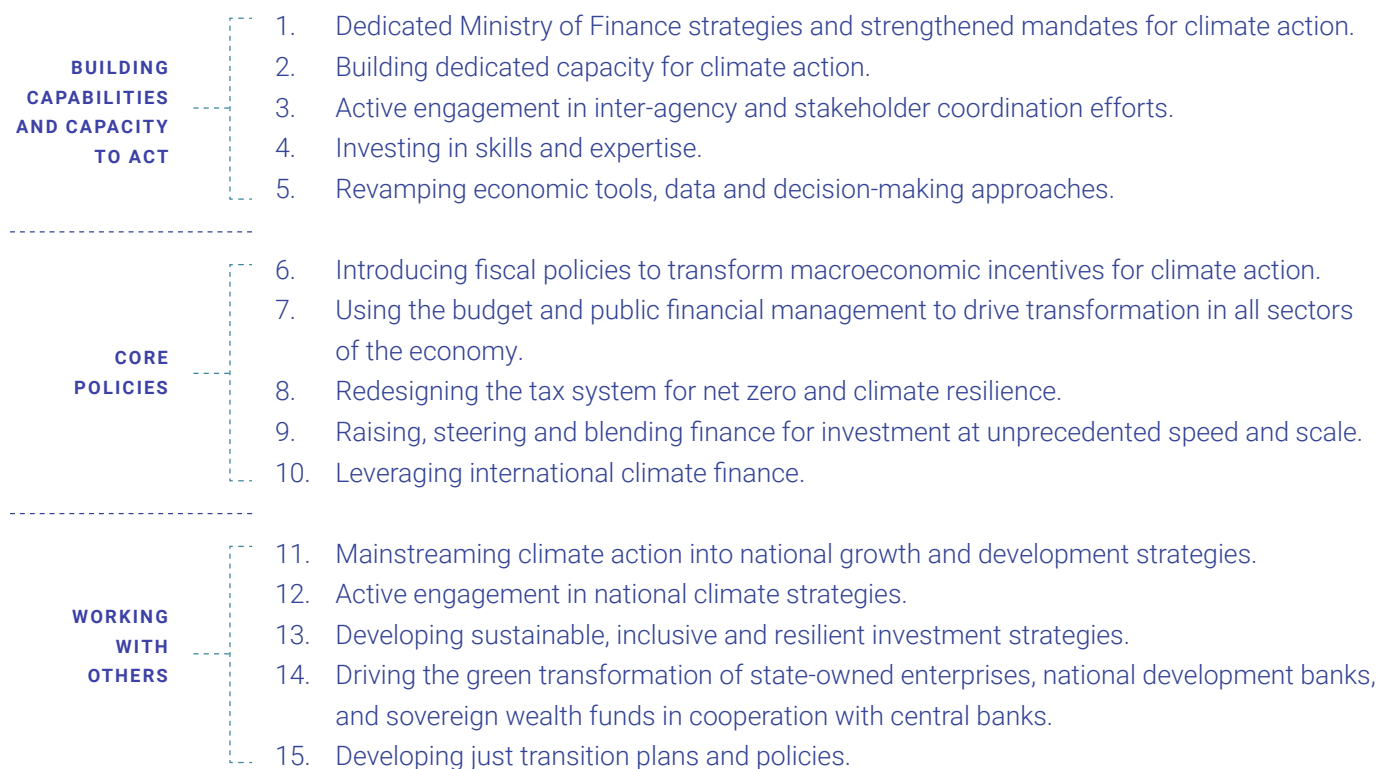 BUILDING
CAPABILITIES
AND CAPACITY
TO ACT
1. Dedicated Ministry of Finance strategies and strengthened mandates for climate action.
2. Building dedicated capacity for climate action.
3. Active engagement in inter-agency and stakeholder coordination efforts.
4. Investing in skills and expertise.
5. Revamping economic tools, data and decision-making approaches.
CORE
POLICIES
6. Introducing fiscal policies to transform macroeconomic incentives for climate action.
7. Using the budget and public financial management to drive transformation in all sectors
of the economy.
8. Redesigning the tax system for net zero and climate resilience.
9. Raising, steering and blending finance for investment at unprecedented speed and scale.
10. Leveraging international climate finance.
WORKING
WITH
OTHERS
11. Mainstreaming climate action into national growth and development strategies.
12. Active engagement in national climate strategies.
13. Developing sustainable, inclusive and resilient investment strategies.
14. Driving the green transformation of state-owned enterprises, national development banks,
and sovereign wealth funds in cooperation with central banks.
15. Developing just transition plans and policies.